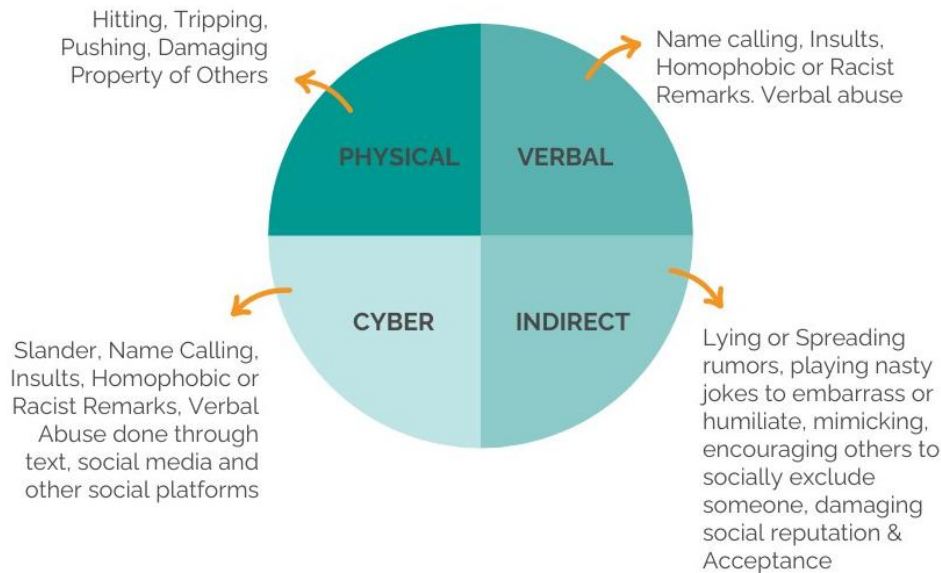 Hitting, Tripping,
Pushing, Damaging
Property of Others
Name calling, Insults,
Homophobic or Racist
Remarks. Verbal abuse
PHYSICAL
VERBAL
CYBER
INDIRECT
Slander, Name Calling,
Insults, Homophobic or
Racist Remarks, Verbal
Abuse done through
text, social media and
other social platforms
Lying or Spreading
rumors, playing nasty
jokes to embarrass or
humiliate, mimicking,
encouraging others to
socially exclude
someone, damaging
social reputation &
Acceptance